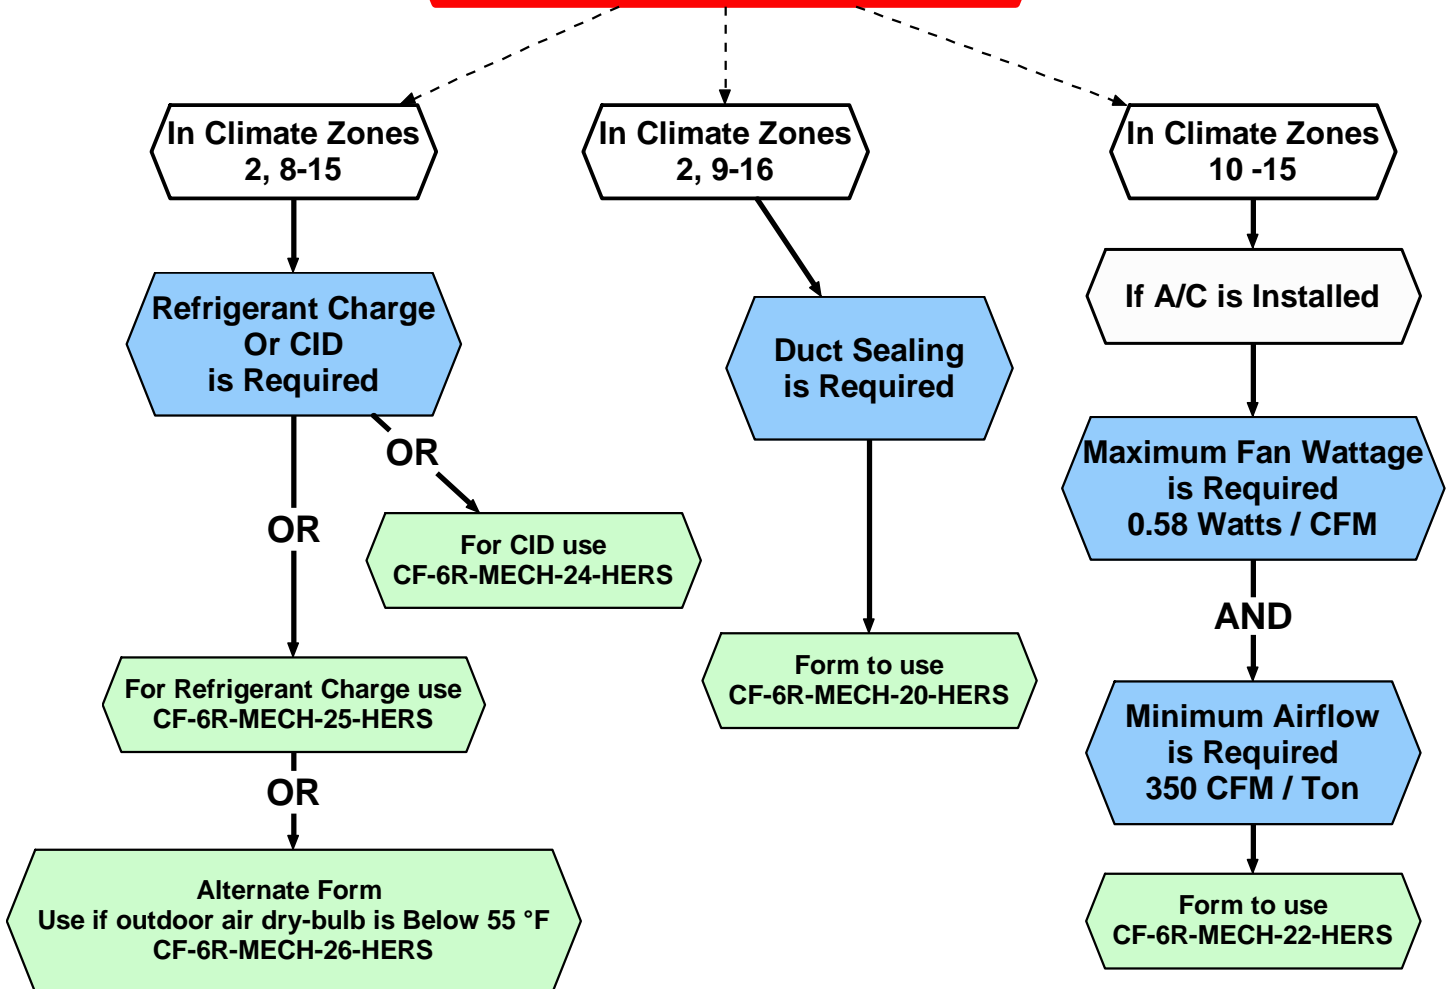 In Climate Zones
2, 8-15
In Climate Zones
2, 9-16
In Climate Zones
10 -15
Refrigerant Charge
Or CID
is Required
If A/C is Installed
Duct Sealing
is Required
OR
Maximum Fan Wattage
is Required
0.58 Watts / CFM
OR
For CID use
CF-6R-MECH-24-HERS
AND
For Refrigerant Charge use
CF-6R-MECH-25-HERS
Form to use
CF-6R-MECH-20-HERS
Minimum Airflow
is Required
350 CFM / Ton
OR
Alternate Form
Use if outdoor air dry-bulb is Below 55 °F
CF-6R-MECH-26-HERS
Form to use
CF-6R-MECH-22-HERS